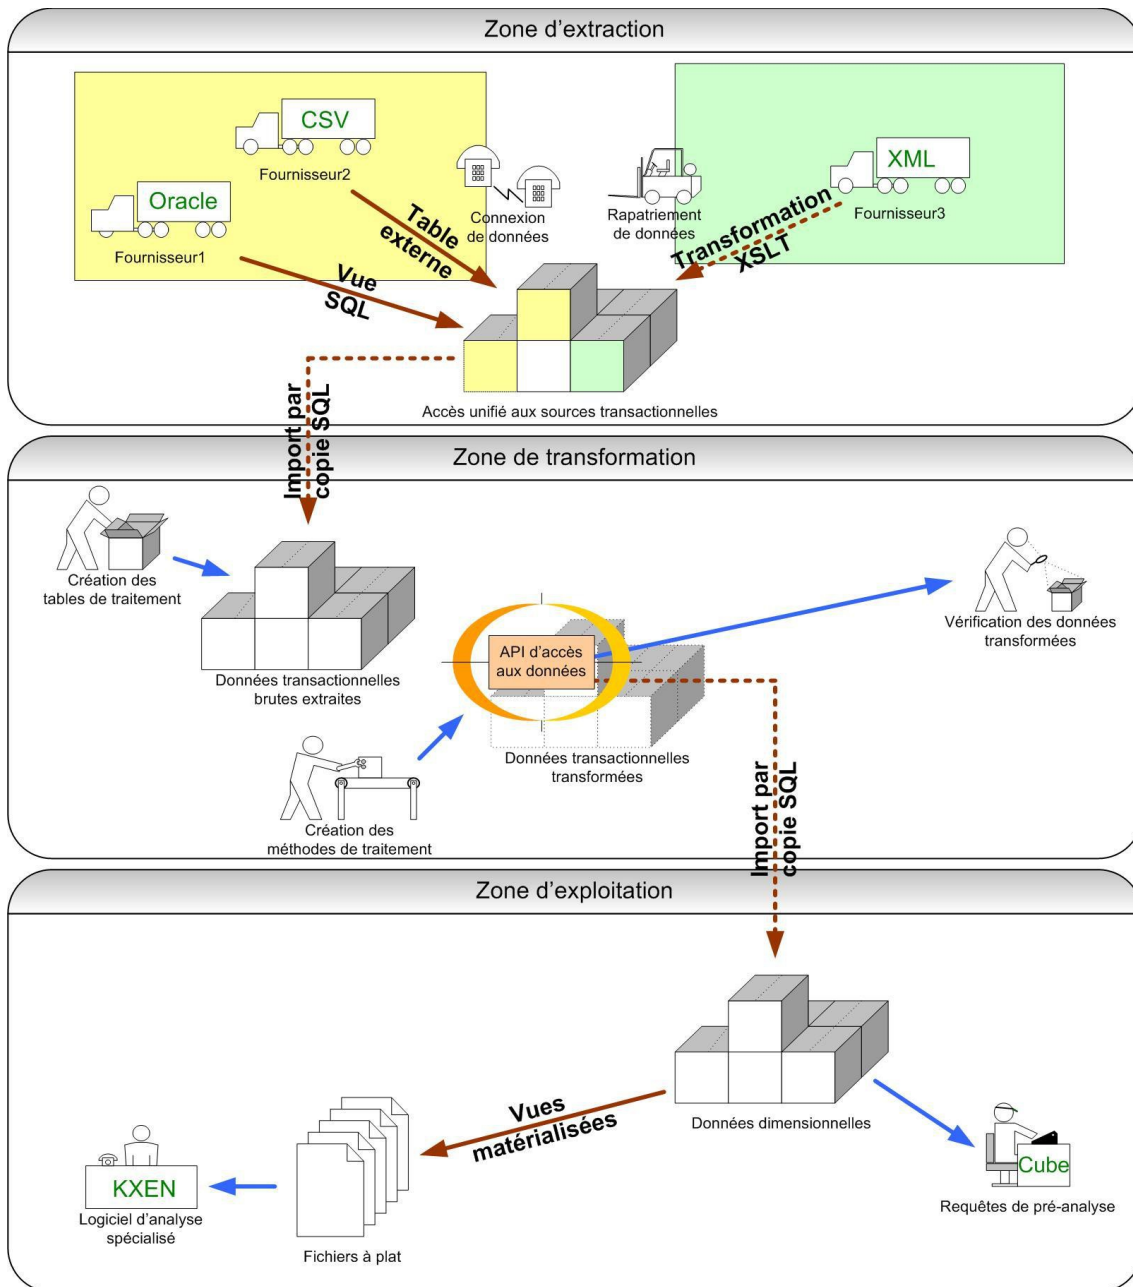 Zone d'extraction
CSV
Fournisseur2
Oracle
Fournisseur1
Connexion
de données
Rapatriement
de données
XML
Fournisseur3
Table
externe
Vue
SQL
Transformation
XSLT
Accès unifié aux sources transactionnelles
Import par
copie SQL
Zone de transformation
Création des
tables de traitement
Données transactionnelles
brutes extraites
API d'accès
aux données
Vérification des données
transformées
Données transactionnelles
transformées
Création des
méthodes de traitement
Import par
copie SQL
Zone d'exploitation
Données dimensionnelles
Vues
matérialisées
Cube
Requêtes de pré-analyse
KXEN
Logiciel d'analyse
spécialisé
Fichiers à plat